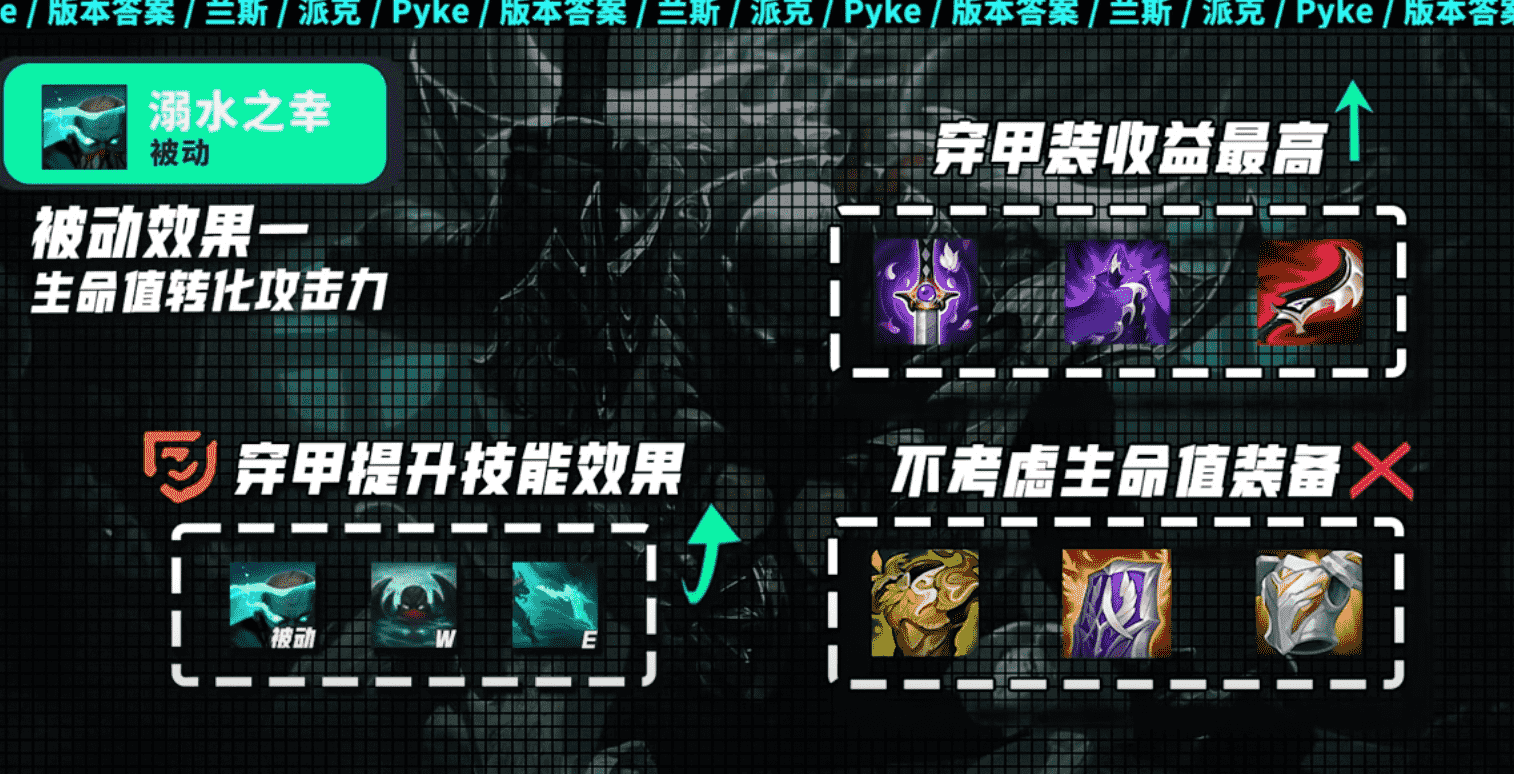 e / 版本答案 / 兰斯 / 派克 / Pyke / 版本答案 / 兰斯 / 派克 / Pyke / 版本答案 / 兰斯 / 派克 / Pyke / 版本答案
溺水之幸
被动
被动效果一
生命值转化攻击力
穿甲装收益最高
穿甲提升技能效果
被动
W
E
不考虑生命值装备